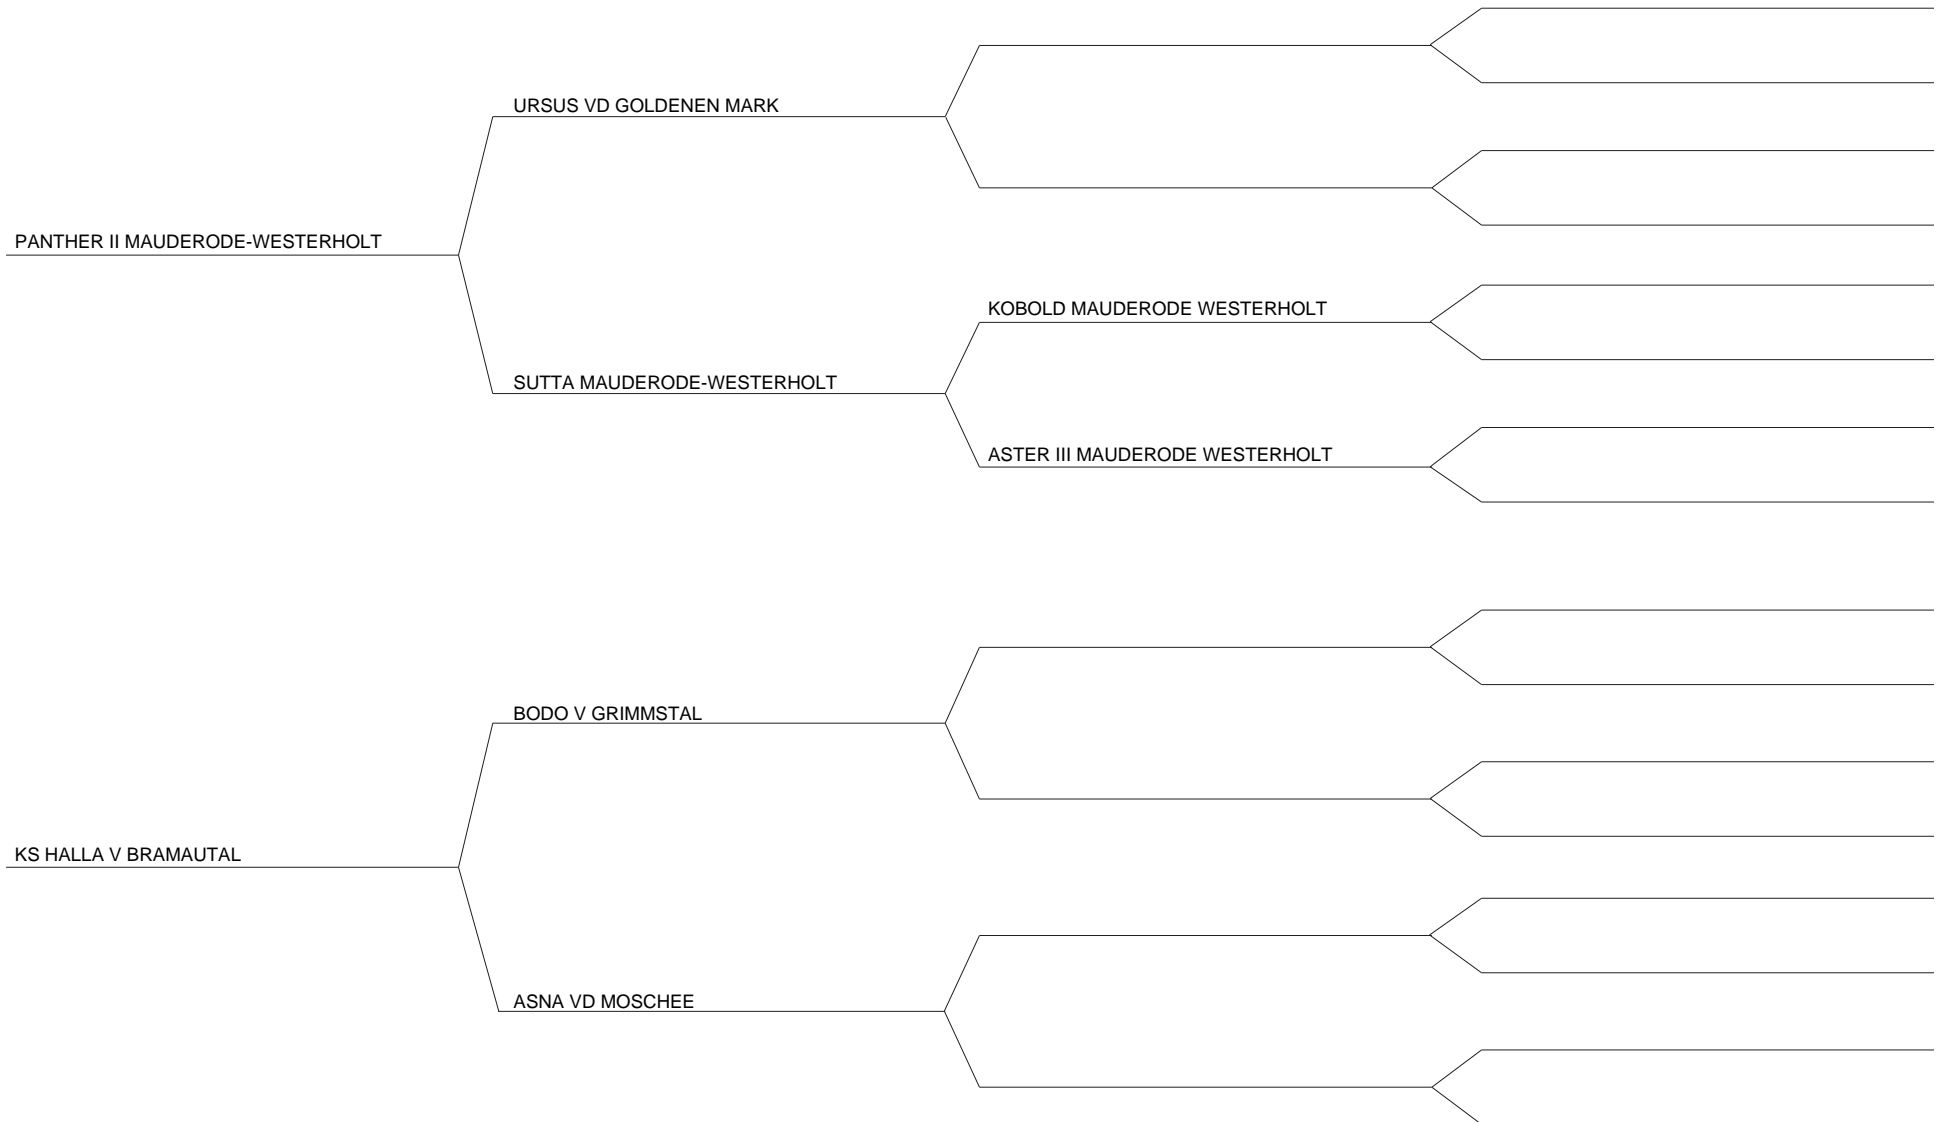 URSUS VD GOLDENEN MARK
PANTHER II MAUDERODE-WESTERHOLT
KOBOLD MAUDERODE WESTERHOLT
SUTTA MAUDERODE-WESTERHOLT
ASTER III MAUDERODE WESTERHOLT
BODO V GRIMMSTAL
KS HALLA V BRAMAUTAL
ASNA VD MOSCHEE